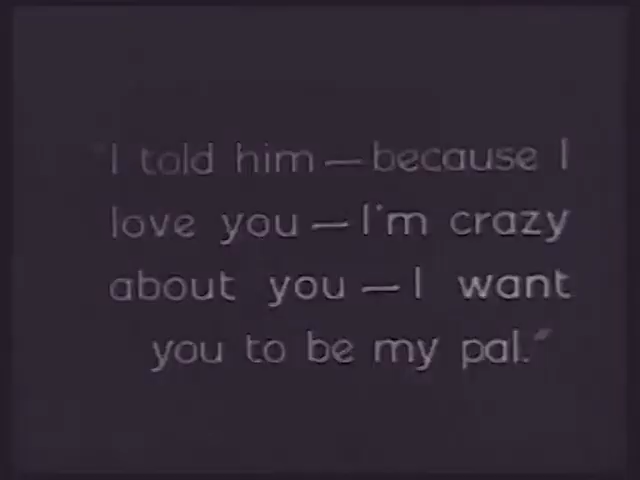 "I told him—because I
love you—I'm crazy
about you—I want
you to be my pal."